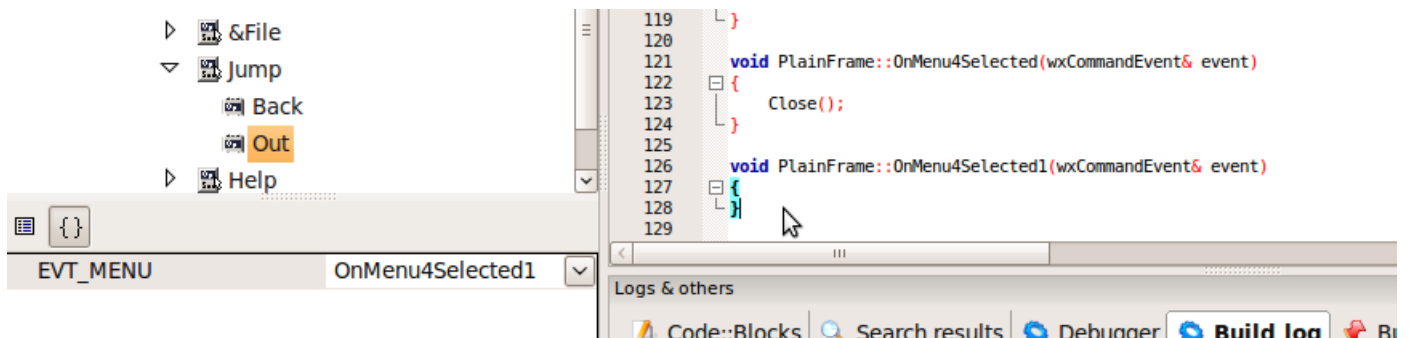 &File
Jump
Back
Out
Help
{}
EVT_MENU OnMenu4Selected1
119 }
120
121 void PlainFrame::OnMenu4Selected(wxCommandEvent& event)
122 {
123 Close();
124 }
125
126 void PlainFrame::OnMenu4Selected1(wxCommandEvent& event)
127 {
128 }
129
Logs & others
Code::Blocks Search results Debugger Build log